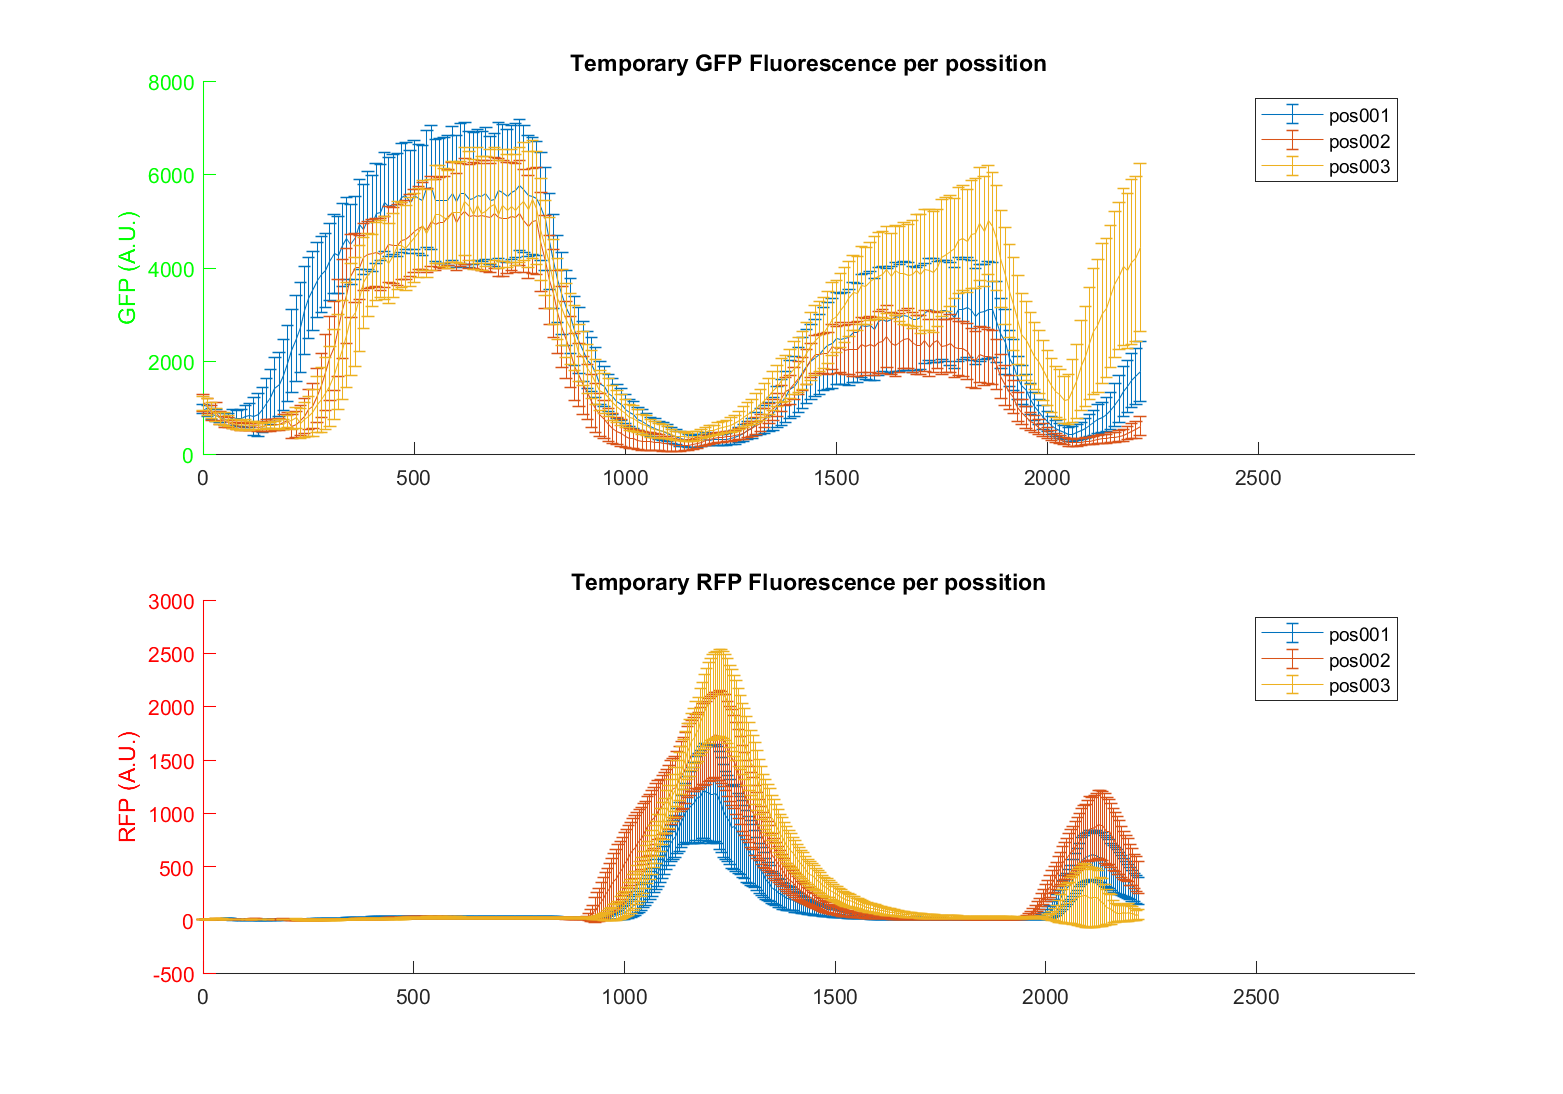 Temporary GFP Fluorescence per possition
8000
6000
4000
2000
0
GFP (A.U.)
0 500 1000 1500 2000 2500
pos001
pos002
pos003
Temporary RFP Fluorescence per possition
3000
2500
2000
1500
1000
500
0
-500
RFP (A.U.)
0 500 1000 1500 2000 2500
pos001
pos002
pos003